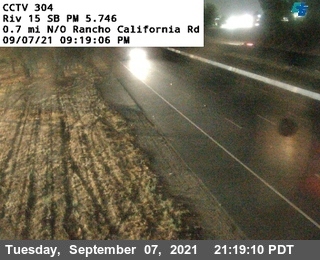 CCTV 304
Riv 15 SB PM 5.746
0.7 mi N/O Rancho California Rd
09/07/21 09:19:06 PM
Tuesday, September 07, 2021 21:19:10 PDT